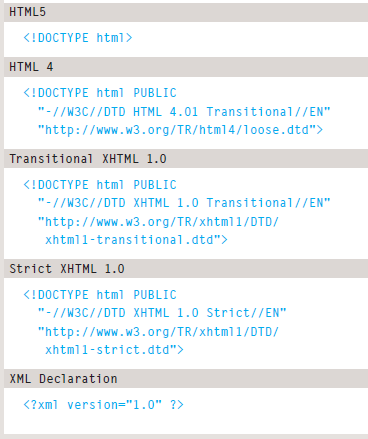 HTML5
<!DOCTYPE html>
HTML 4
<!DOCTYPE html PUBLIC
"-//W3C//DTD HTML 4.01 Transitional//EN"
"http://www.w3.org/TR/html4/loose.dtd">
Transitional XHTML 1.0
<!DOCTYPE html PUBLIC
"-//W3C//DTD XHTML 1.0 Transitional//EN"
"http://www.w3.org/TR/xhtml1/DTD/
xhtml1-transitional.dtd">
Strict XHTML 1.0
<!DOCTYPE html PUBLIC
"-//W3C//DTD XHTML 1.0 Strict//EN"
"http://www.w3.org/TR/xhtml1/DTD/
xhtml1-strict.dtd">
XML Declaration
<?xml version="1.0" ?>